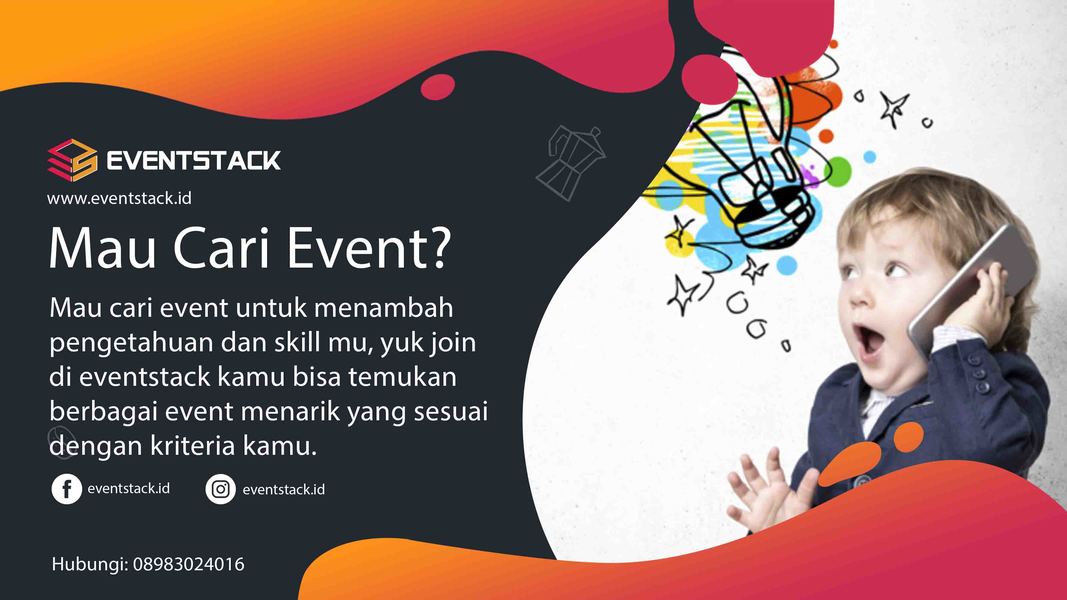 EVENTSTACK
www.eventstack.id
Mau Cari Event?
Mau cari event untuk menambah
pengetahuan dan skill mu, yuk join
di eventstack kamu bisa temukan
berbagai event menarik yang sesuai
dengan kriteria kamu.
eventstack.id eventstack.id
Hubungi: 08983024016